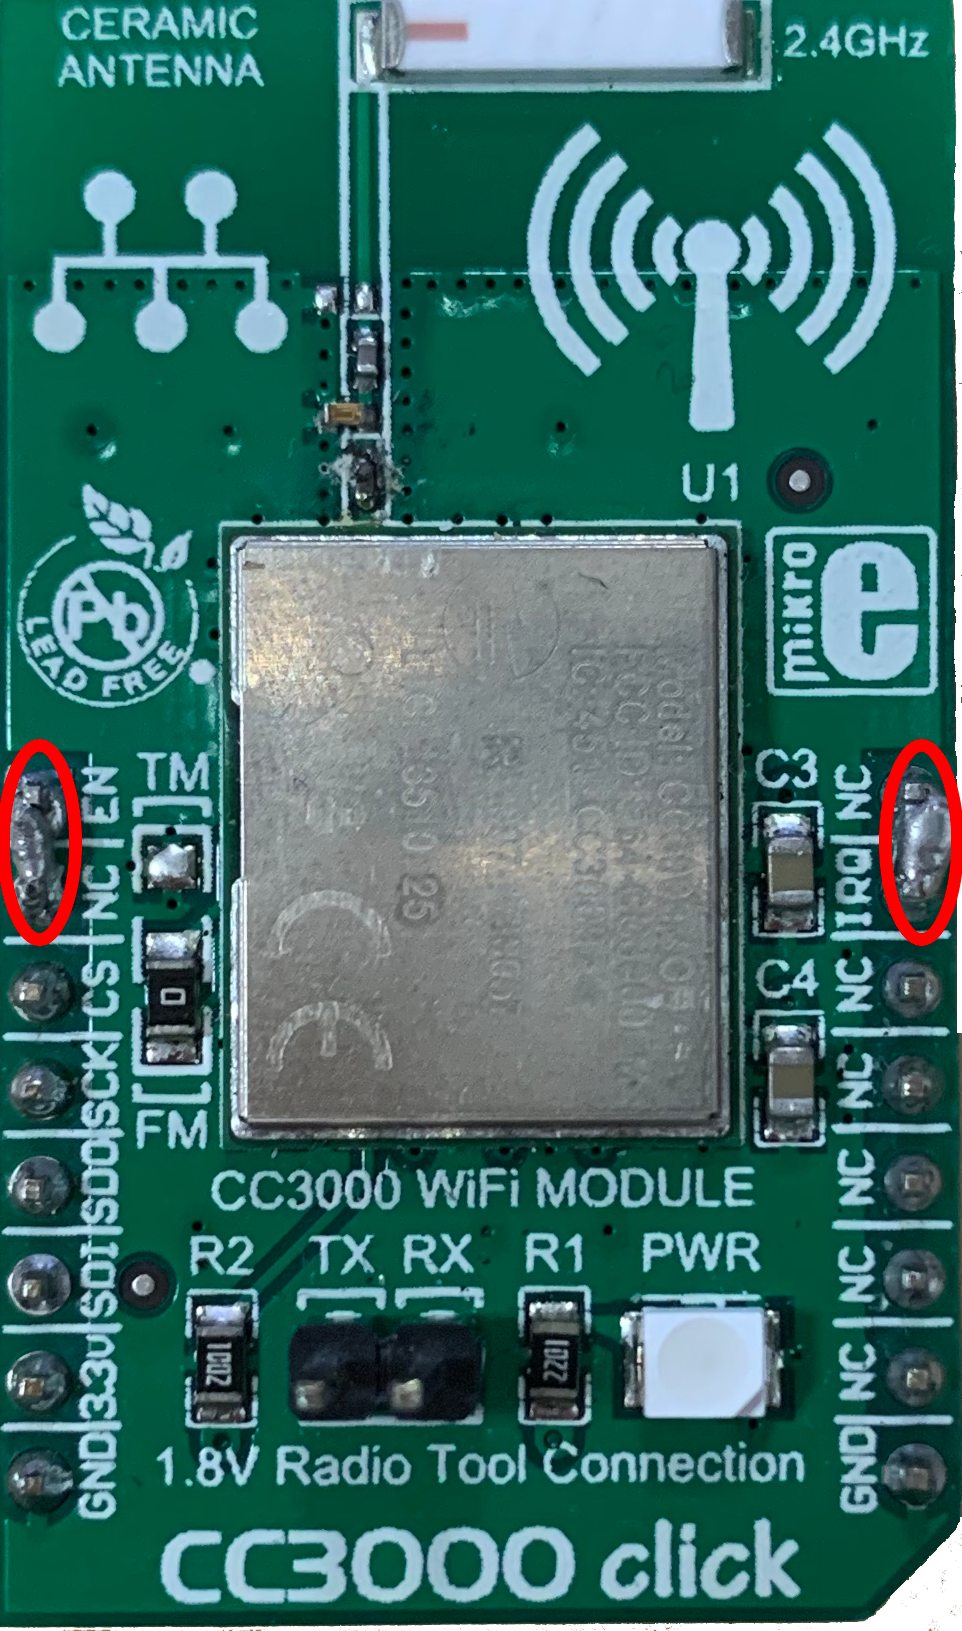 CERAMIC
ANTENNA
2.4GHz
U1
mikro
e
Pb
LEAD FREE
TM
C3
EN
NC
NC
IRQ
0
C4
CS
SCK
SDO
SDI
3.3v
GND
NC
NC
NC
NC
NC
GND
FM
CE
CC3000 WiFi MODULE
R2 TX RX R1 PWR
1002
1.8V Radio Tool Connection
CC3000 click